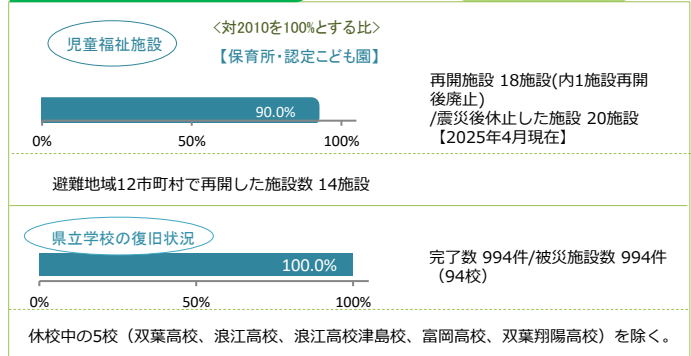 <対2010を100%とする比>
児童福祉施設
【保育所・認定こども園】
90.0%
0% 50% 100%
再開施設 18施設(内1施設再開
後廃止)
/震災後休止した施設 20施設
【2025年4月現在】
避難地域12市町村で再開した施設数 14施設
県立学校の復旧状況
100.0%
0% 50% 100%
完了数 994件/被災施設数 994件
（94校）
休校中の5校（双葉高校、浪江高校、浪江高校津島校、富岡高校、双葉翔陽高校）を除く。